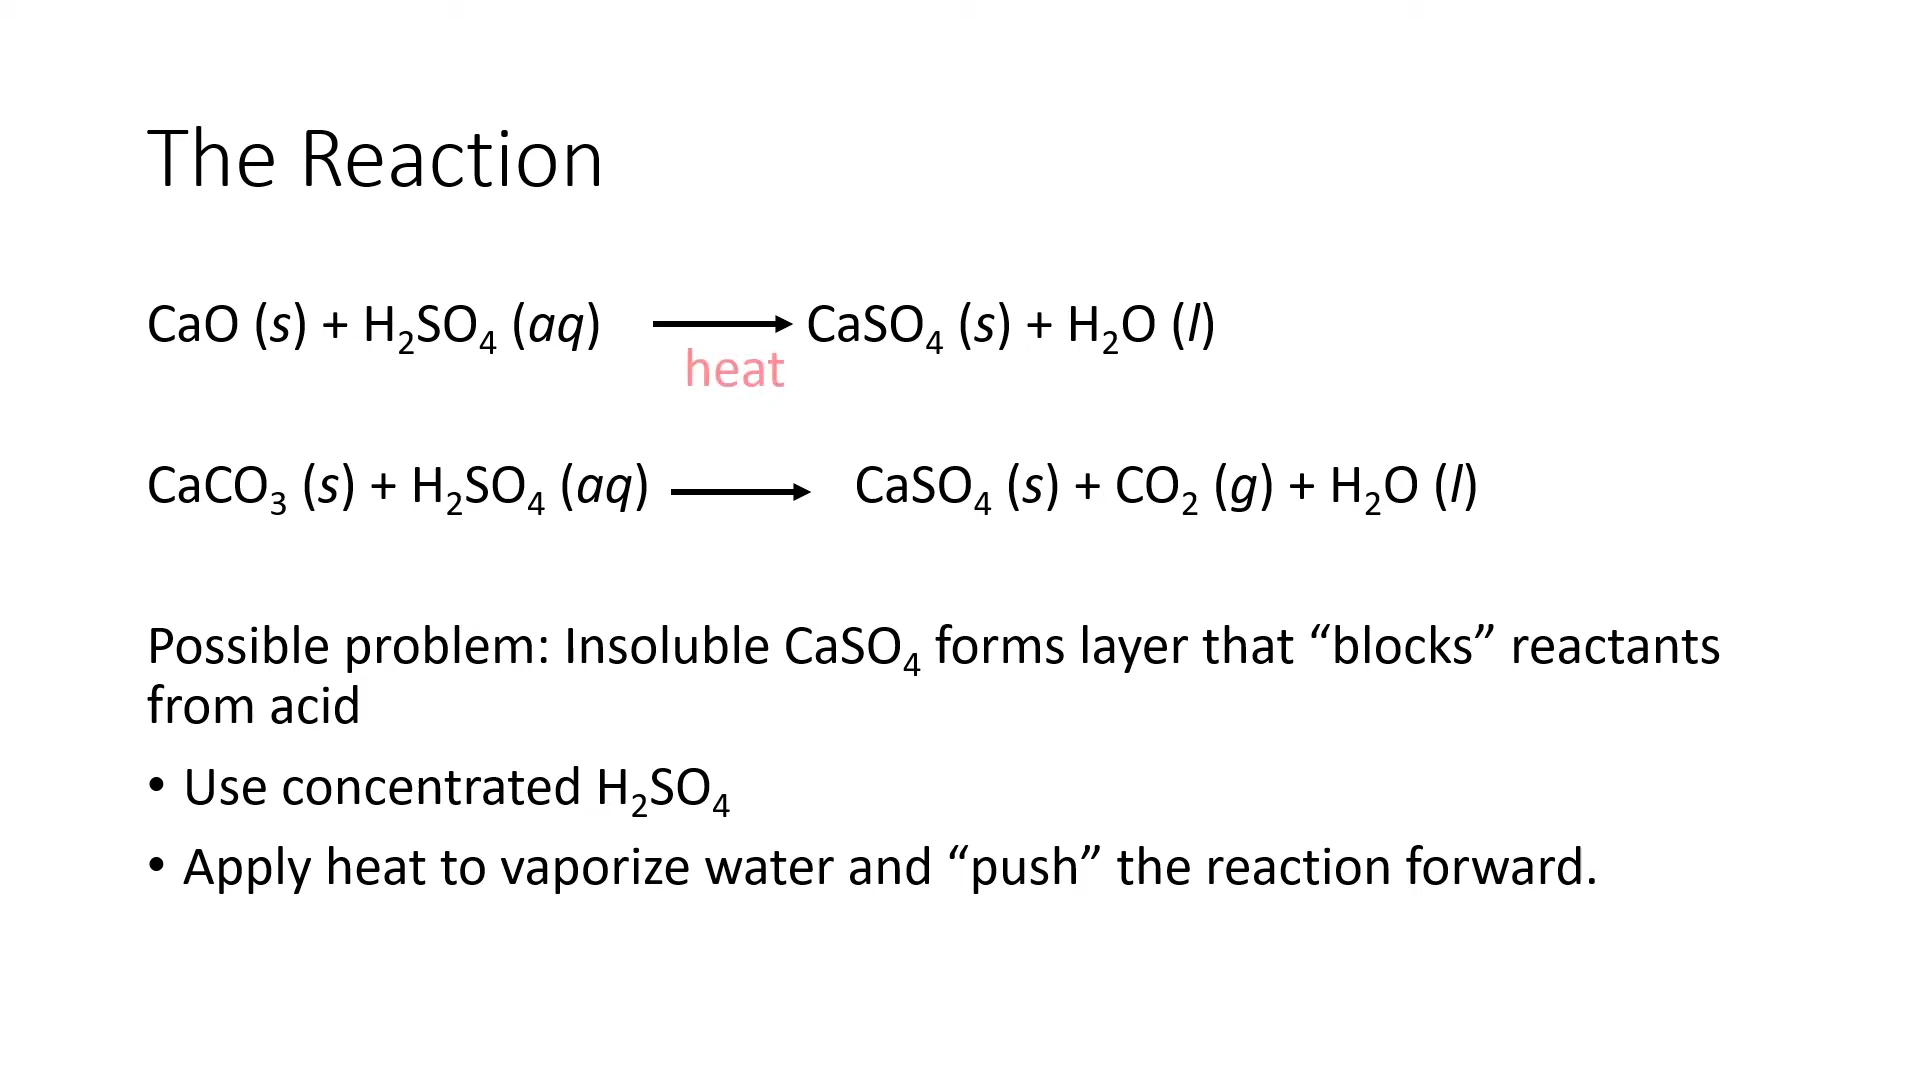 The Reaction
CaO (s) + H₂SO₄ (aq) ⟶ CaSO₄ (s) + H₂O (l)
heat
CaCO₃ (s) + H₂SO₄ (aq) ⟶ CaSO₄ (s) + CO₂ (g) + H₂O (l)
Possible problem: Insoluble CaSO₄ forms layer that “blocks” reactants
from acid
• Use concentrated H₂SO₄
• Apply heat to vaporize water and “push” the reaction forward.